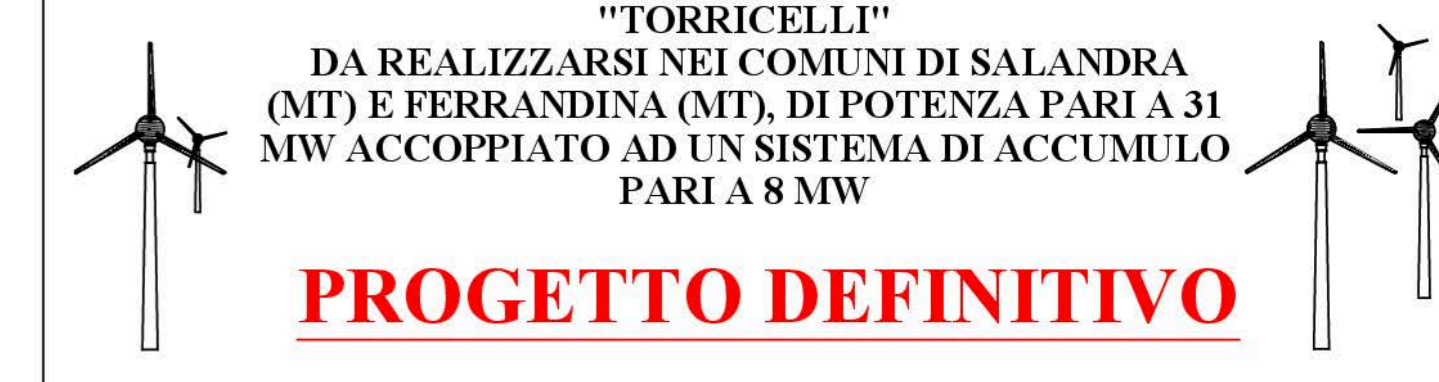 "TORRICELLI"
DA REALIZZARSI NEI COMUNI DI SALANDRA
(MT) E FERRANDINA (MT), DI POTENZA PARI A 31
MW ACCOPPIATO AD UN SISTEMA DI ACCUMULO
PARI A 8 MW
PROGETTO DEFINITIVO